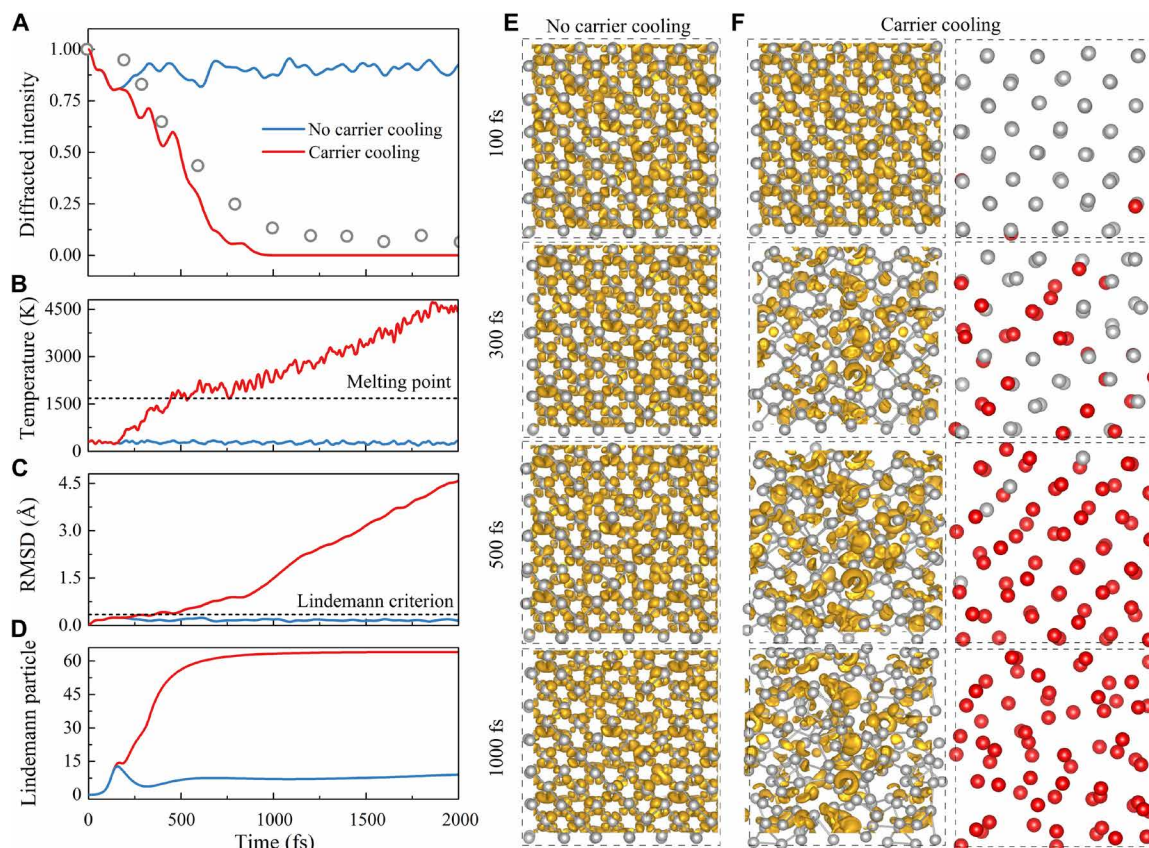 A
Diffracted intensity
1.00
0.75
0.50
0.25
0.00
No carrier cooling
Carrier cooling
B
Temperature (K)
4500
3000
1500
0
Melting point
C
RMSD (Å)
4.5
3.0
1.5
0.0
Lindemann criterion
D
Lindemann particle
60
45
30
15
0
0
500
1000
1500
2000
Time (fs)
E
No carrier cooling
100 fs
300 fs
500 fs
1000 fs
F
Carrier cooling